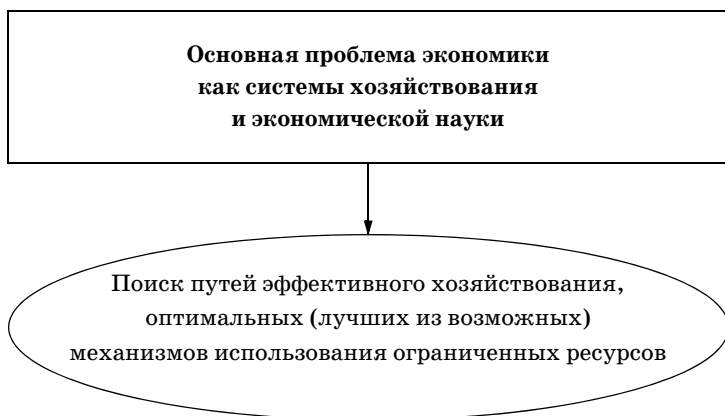 Основная проблема экономики
как системы хозяйствования
и экономической науки
Поиск путей эффективного хозяйствования,
оптимальных (лучших из возможных)
механизмов использования ограниченных ресурсов